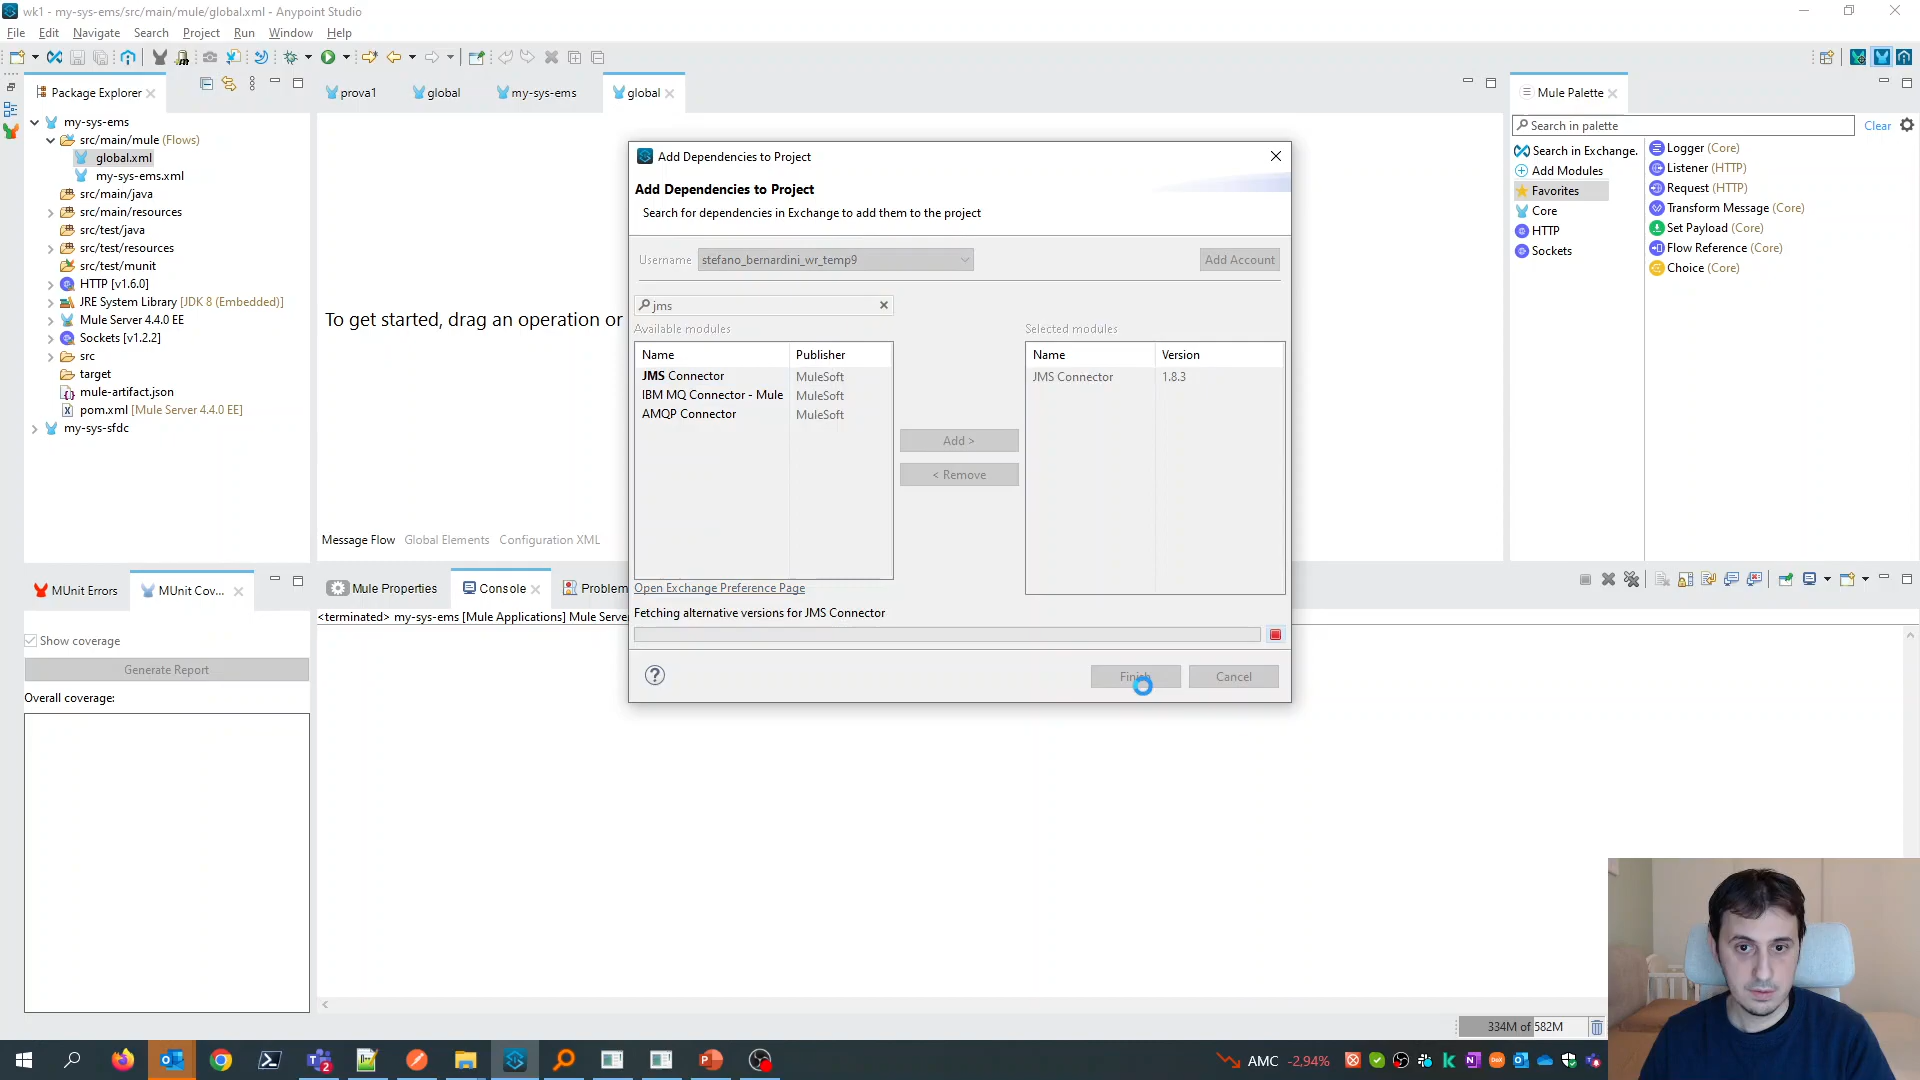 wk1 - my-sys-ems/src/main/mule/global.xml - Anypoint Studio
File Edit Navigate Search Project Run Window Help
Package Explorer
my-sys-ems
src/main/mule (Flows)
global.xml
my-sys-ems.xml
src/main/java
src/main/resources
src/test/java
src/test/resources
src/test/munit
HTTP [v1.6.0]
JRE System Library [JDK 8 (Embedded)]
Mule Server 4.4.0 EE
Sockets [v1.2.2]
src
target
mule-artifact.json
pom.xml [Mule Server 4.4.0 EE]
my-sys-sfdc
prova1 global my-sys-ems global
To get started, drag an operation or
Message Flow Global Elements Configuration XML
Add Dependencies to Project
Add Dependencies to Project
Search for dependencies in Exchange to add them to the project
Username stefano_bernardini_wr_temp9 Add Account
jms
Available modules
Name Publisher
JMS Connector MuleSoft
IBM MQ Connector - Mule MuleSoft
AMQP Connector MuleSoft
Add >
< Remove
Selected modules
Name Version
JMS Connector 1.8.3
Open Exchange Preference Page
Fetching alternative versions for JMS Connector
Finish Cancel
Mule Palette
Search in palette Clear
Search in Exchange.
Add Modules
Favorites
Core
HTTP
Sockets
Logger (Core)
Listener (HTTP)
Request (HTTP)
Transform Message (Core)
Set Payload (Core)
Flow Reference (Core)
Choice (Core)
MUnit Errors MUnit Cov...
Show coverage
Generate Report
Overall coverage:
Mule Properties Console Problem
<terminated> my-sys-ems [Mule Applications] Mule Serve
334M of 582M
AMC -2,94%